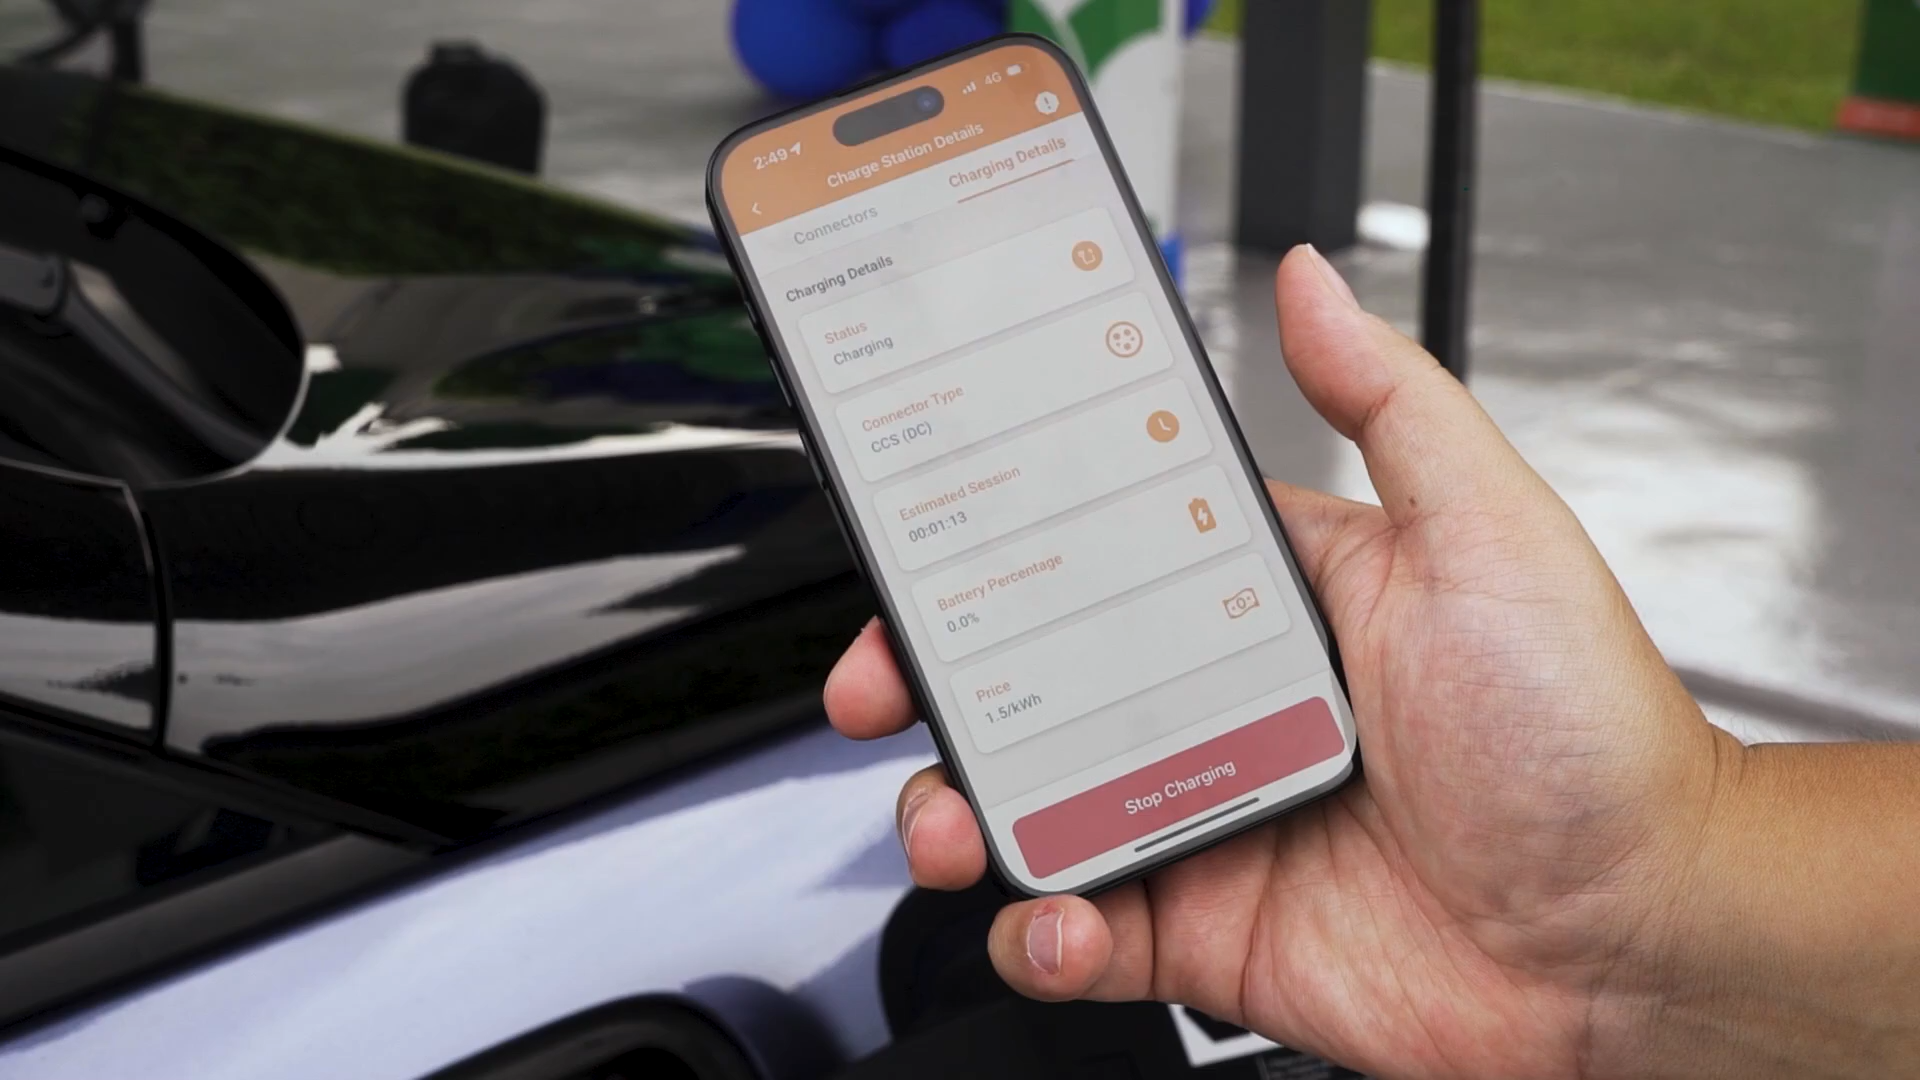 2:49
4G
Charge Station Details
Connectors
Charging Details
Charging Details
Status
Charging
Connector Type
CCS (DC)
Estimated Session
00:01:13
Battery Percentage
0.0%
Price
1.5/kWh
Stop Charging